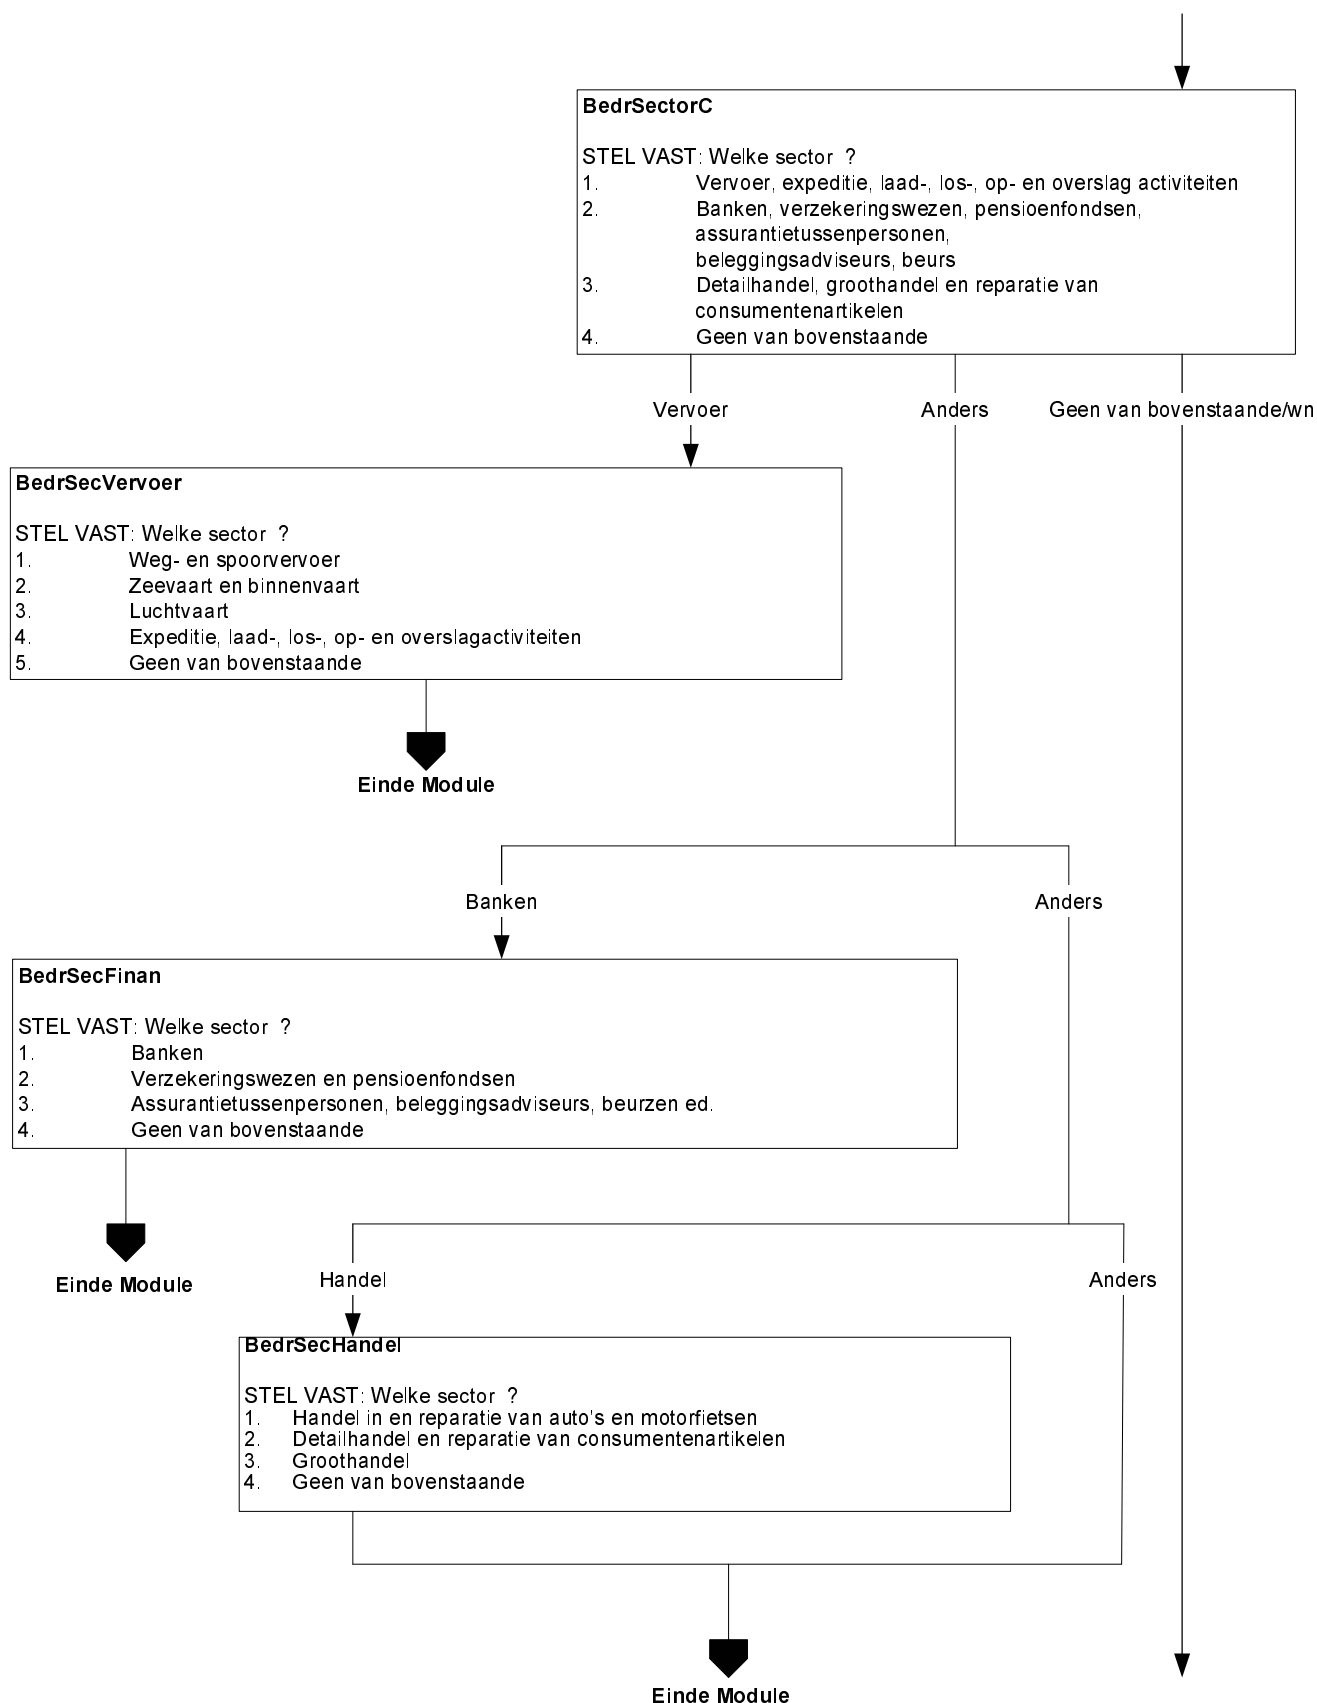 BedrSectorC
STEL VAST: Welke sector  ?
1. Vervoer, expeditie, laad-, los-, op- en overslag activiteiten
2. Banken, verzekeringswezen, pensioenfondsen,
assurantietussenpersonen,
beleggingsadviseurs, beurs
3. Detailhandel, groothandel en reparatie van
consumentenartikelen
4. Geen van bovenstaande
Vervoer
Anders
Geen van bovenstaande/wn
BedrSecVervoer
STEL VAST: Welke sector  ?
1. Weg- en spoorvervoer
2. Zeevaart en binnenvaart
3. Luchtvaart
4. Expeditie, laad-, los-, op- en overslagactiviteiten
5. Geen van bovenstaande
Einde Module
Banken
Anders
BedrSecFinan
STEL VAST: Welke sector  ?
1. Banken
2. Verzekeringswezen en pensioenfondsen
3. Assurantietussenpersonen, beleggingsadviseurs, beurzen ed.
4. Geen van bovenstaande
Einde Module
Handel
Anders
BedrSecHandel
STEL VAST: Welke sector  ?
1. Handel in en reparatie van auto's en motorfietsen
2. Detailhandel en reparatie van consumentenartikelen
3. Groothandel
4. Geen van bovenstaande
Einde Module